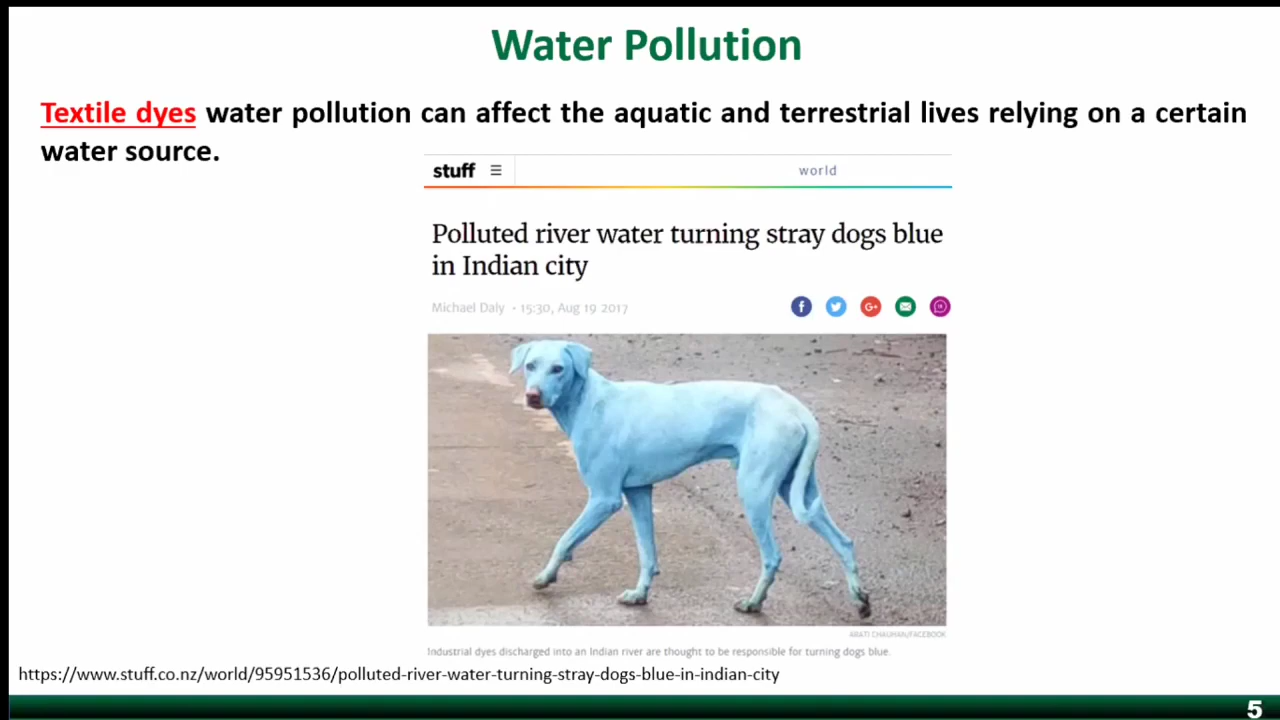 Water Pollution
Textile dyes water pollution can affect the aquatic and terrestrial lives relying on a certain
water source.
stuff
world
Polluted river water turning stray dogs blue
in Indian city
Michael Daly • 15:30, Aug 19 2017
ARATI CHAUHAN/FACEBOOK
Industrial dyes discharged into an Indian river are thought to be responsible for turning dogs blue.
https://www.stuff.co.nz/world/95951536/polluted-river-water-turning-stray-dogs-blue-in-indian-city
5